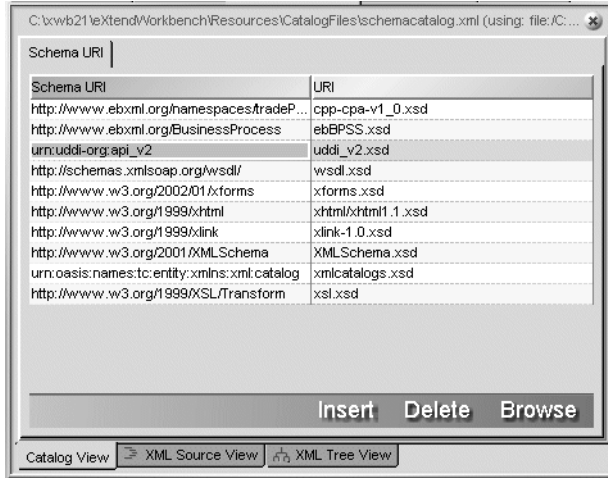 C:\xwb21\eXtendWorkbench\Resources\CatalogFiles\schemacatalog.xml (using: file:/C:...
Schema URI
Schema URI URI
http://www.ebxml.org/namespaces/tradeP... cpp-cpa-v1_0.xsd
http://www.ebxml.org/BusinessProcess ebBPSS.xsd
urn:uddi-org:api_v2 uddi_v2.xsd
http://schemas.xmlsoap.org/wsdl/ wsdl.xsd
http://www.w3.org/2002/01/xforms xforms.xsd
http://www.w3.org/1999/xhtml xhtml/xhtml1.1.xsd
http://www.w3.org/1999/xlink xlink-1.0.xsd
http://www.w3.org/2001/XMLSchema XMLSchema.xsd
urn:oasis:names:tc:entity:xmlns:xml:catalog xmlcatalogs.xsd
http://www.w3.org/1999/XSL/Transform xsl.xsd
Insert Delete Browse
Catalog View XML Source View XML Tree View